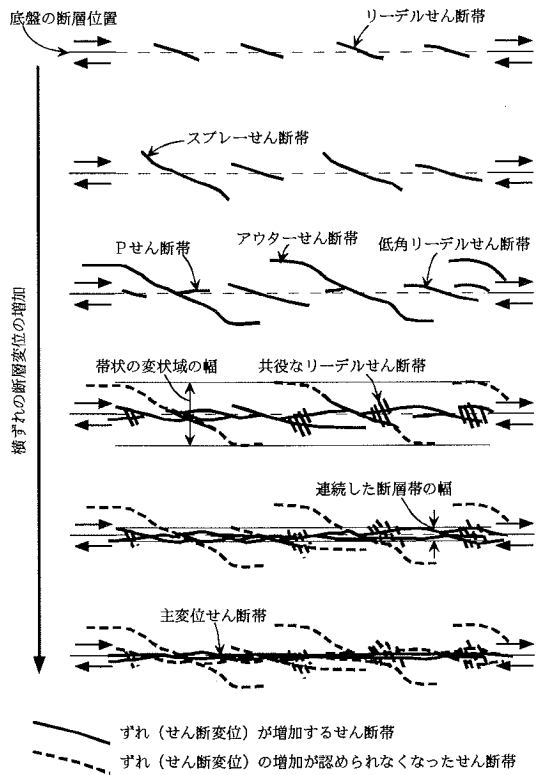 底盤の断層位置
リーデルせん断帯
スプレーせん断帯
Pせん断帯
アウターせん断帯
低角リーデルせん断帯
横ずれの断層変位の増加
帯状の変状域の幅
共役なリーデルせん断帯
連続した断層帯の幅
主変位せん断帯
ずれ（せん断変位）が増加するせん断帯
ずれ（せん断変位）の増加が認められなくなったせん断帯